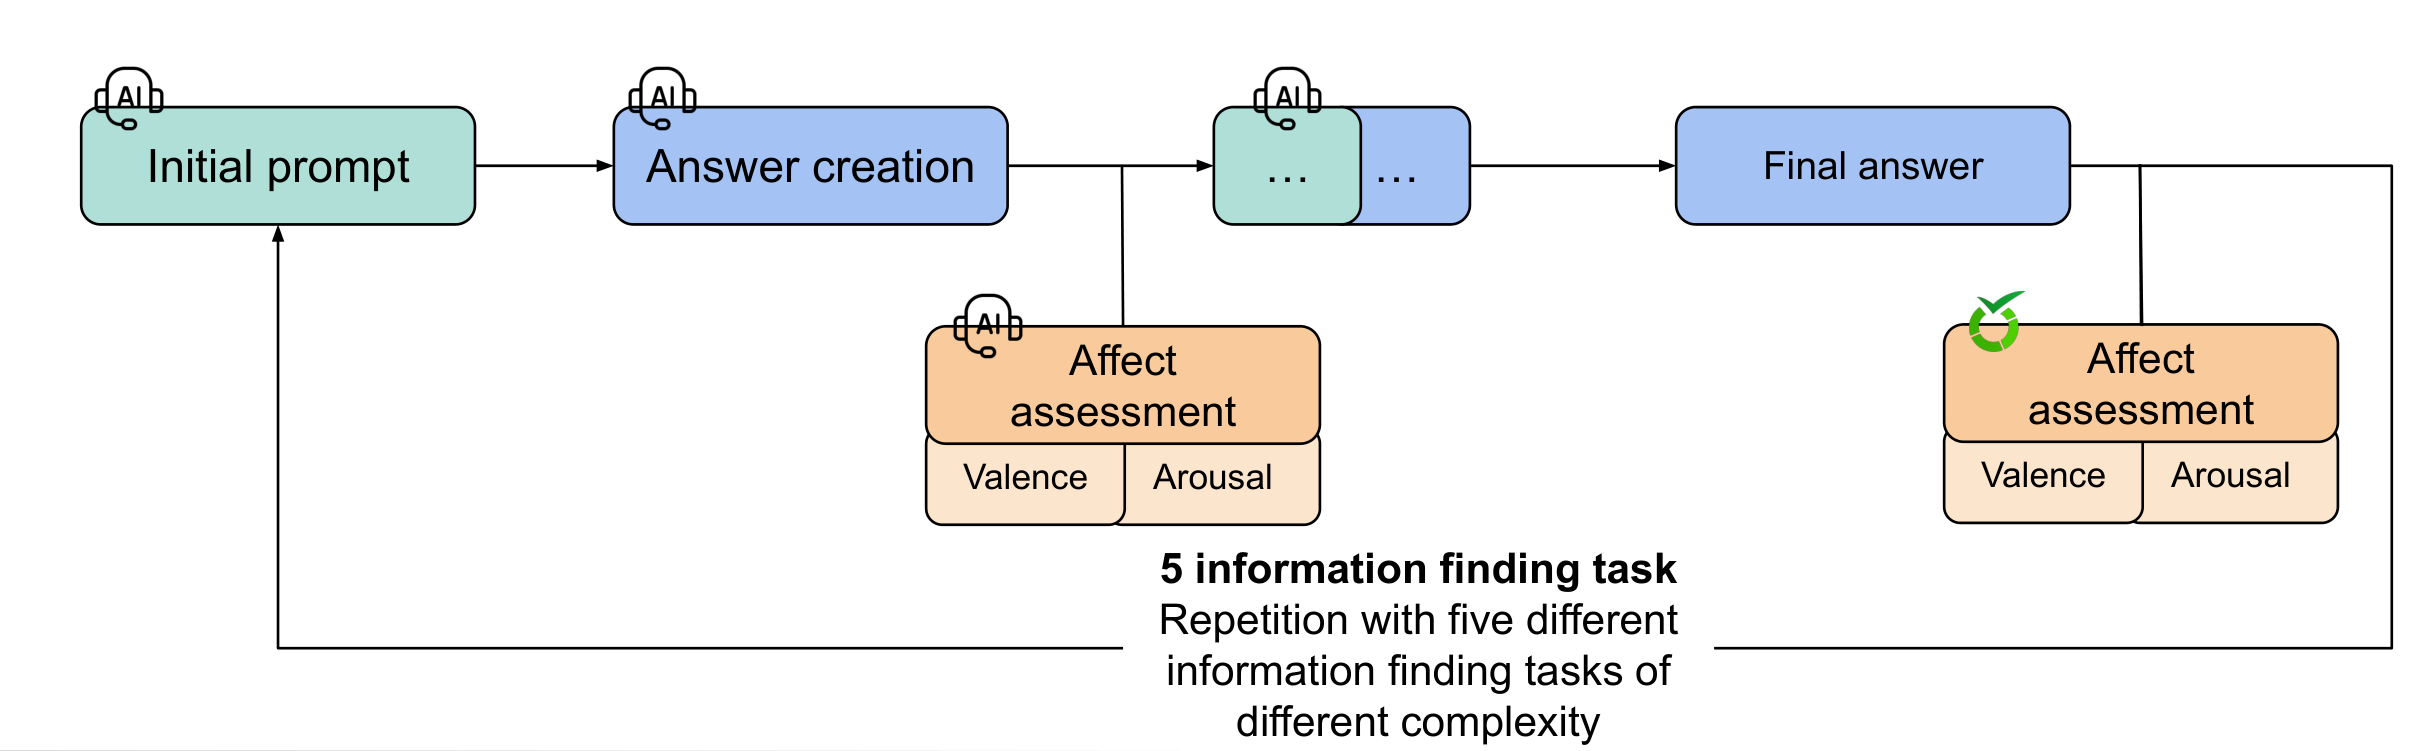 AI
Initial prompt
AI
Answer creation
AI
...
...
Final answer
AI
Affect
assessment
Valence
Arousal
Affect
assessment
Valence
Arousal
5 information finding task
Repetition with five different
information finding tasks of
different complexity